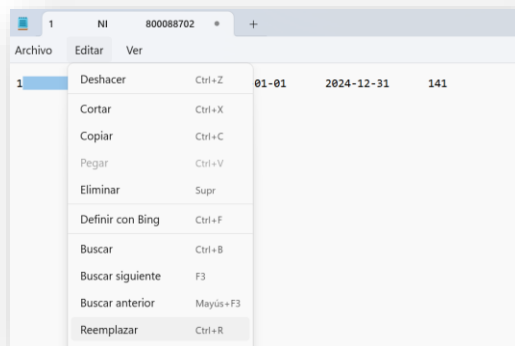 1 NI 800088702
Archivo Editar Ver
1 01-01 2024-12-31 141
Deshacer Ctrl+Z
Cortar Ctrl+X
Copiar Ctrl+C
Pegar Ctrl+V
Eliminar Supr
Definir con Bing Ctrl+F
Buscar Ctrl+B
Buscar siguiente F3
Buscar anterior Mayús+F3
Reemplazar Ctrl+R